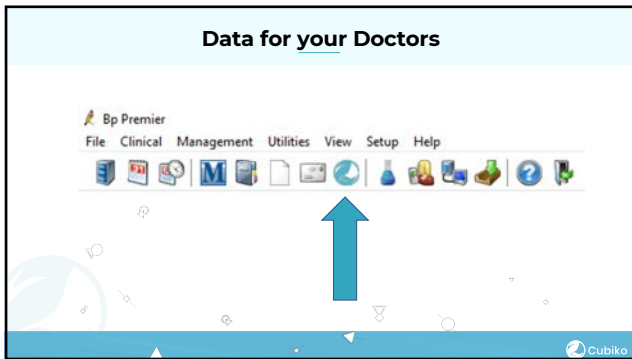 Data for your Doctors
Bp Premier
File Clinical Management Utilities View Setup Help
M
Cubiko